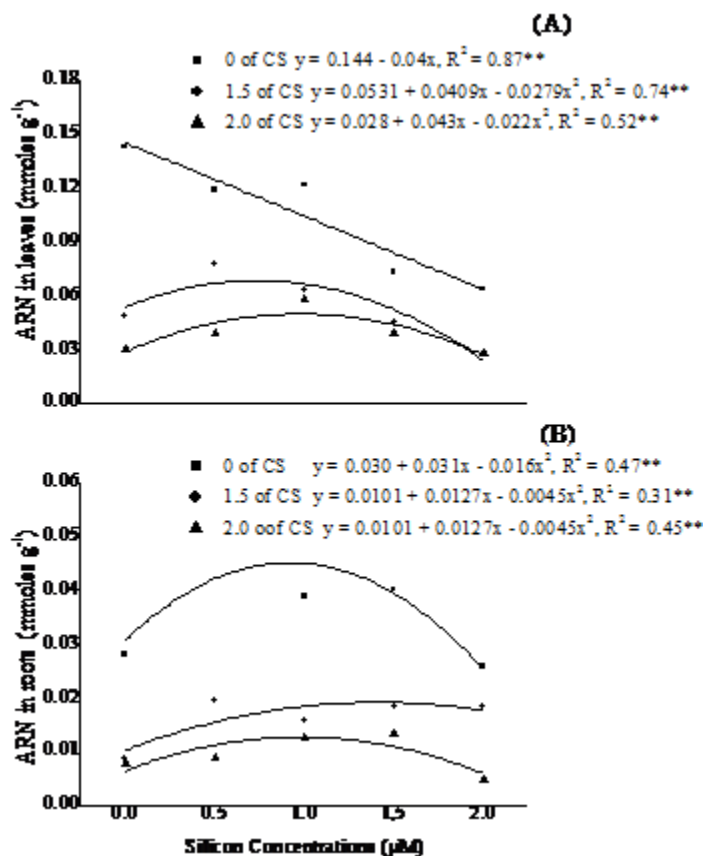 (A)
0 of CS y = 0.144 - 0.04x, R² = 0.87**
1.5 of CS y = 0.0531 + 0.0409x - 0.0279x², R² = 0.74**
2.0 of CS y = 0.028 + 0.043x - 0.022x², R² = 0.52**
0.18
0.15
0.12
0.09
0.06
0.03
0.00
ARN in leaves (mmoles g⁻¹)
(B)
0 of CS y = 0.030 + 0.031x - 0.016x², R² = 0.47**
1.5 of CS y = 0.0101 + 0.0127x - 0.0045x², R² = 0.31**
2.0 oof CS y = 0.0101 + 0.0127x - 0.0045x², R² = 0.45**
0.06
0.05
0.04
0.03
0.02
0.01
0.00
ARN in roots (mmoles g⁻¹)
0.0 0.5 1.0 1.5 2.0
Silicon Concentrations (µM)